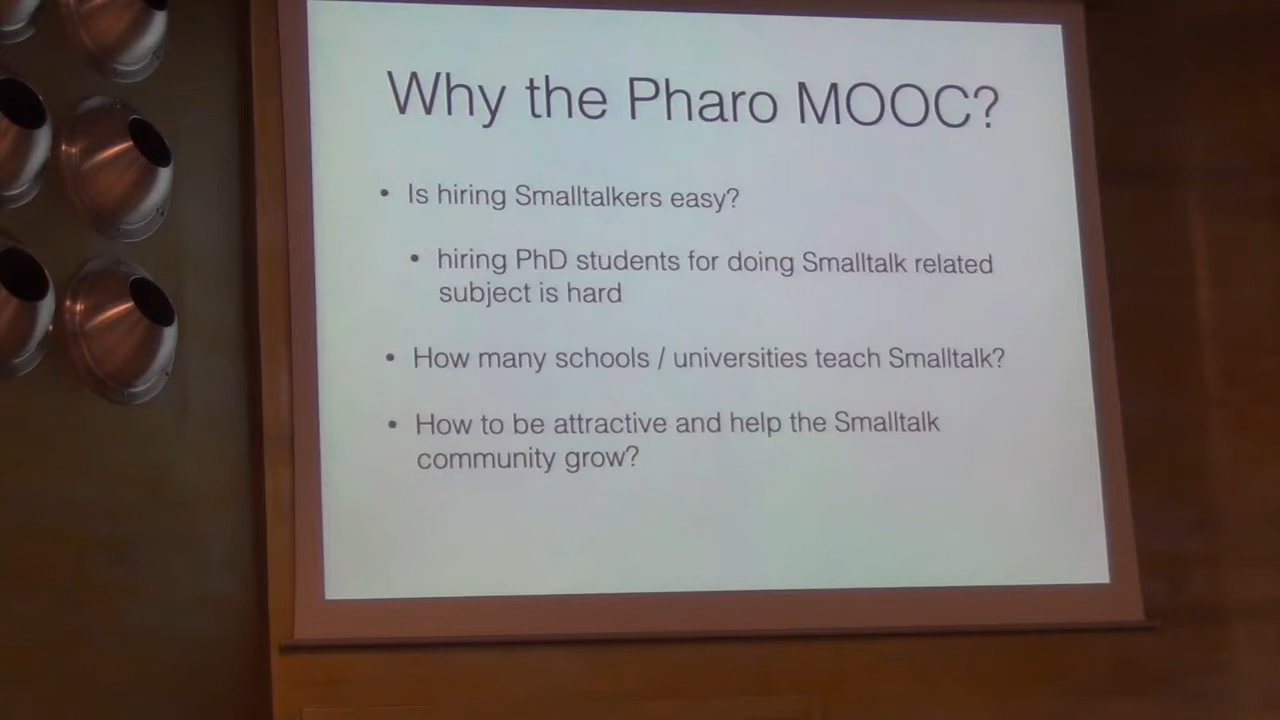 Why the Pharo MOOC?
• Is hiring Smalltalkers easy?
• hiring PhD students for doing Smalltalk related
subject is hard
• How many schools / universities teach Smalltalk?
• How to be attractive and help the Smalltalk
community grow?